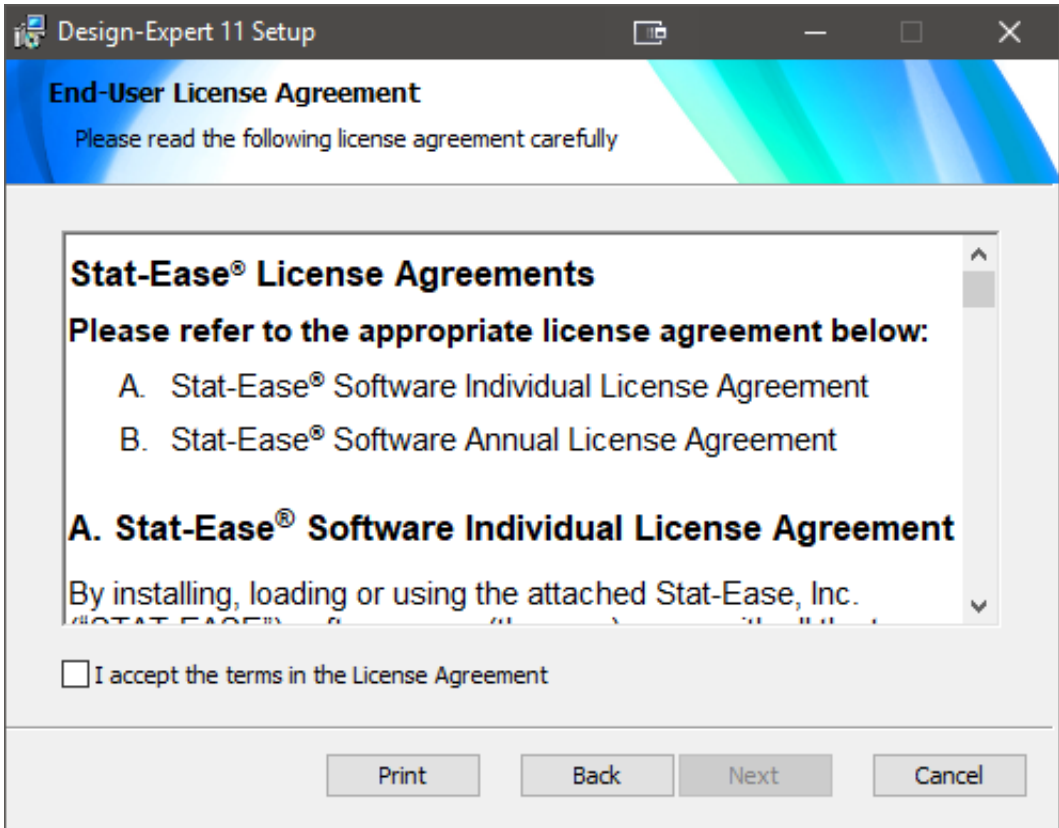 Design-Expert 11 Setup
End-User License Agreement
Please read the following license agreement carefully
Stat-Ease® License Agreements
Please refer to the appropriate license agreement below:
A. Stat-Ease® Software Individual License Agreement
B. Stat-Ease® Software Annual License Agreement
A. Stat-Ease® Software Individual License Agreement
By installing, loading or using the attached Stat-Ease, Inc.
("STAT-EASE")
I accept the terms in the License Agreement
Print Back Next Cancel